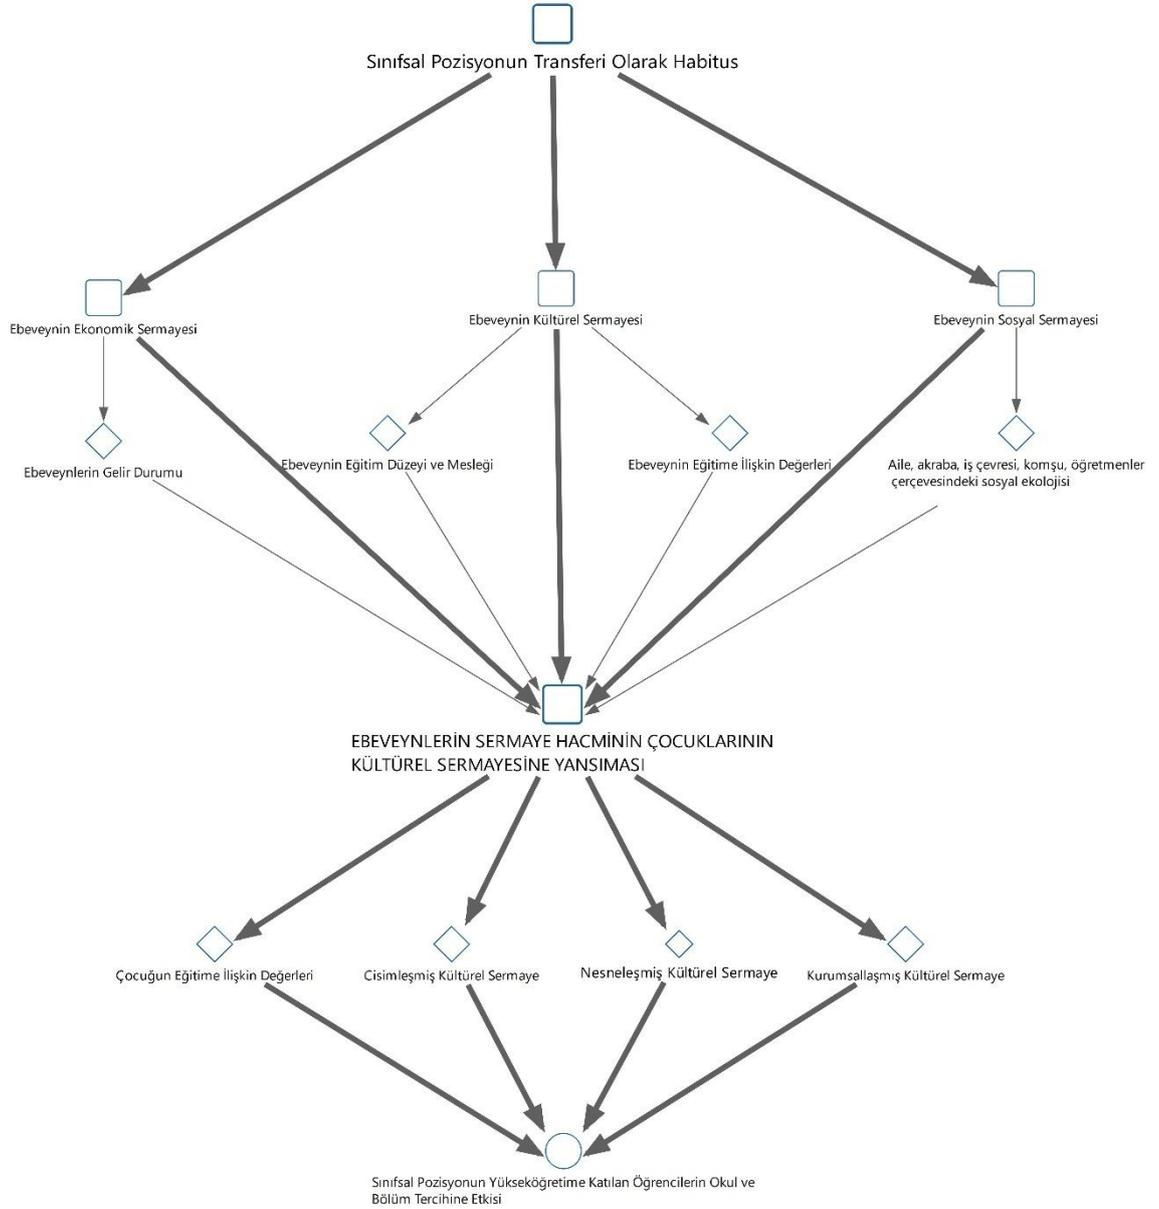 Sınıfsal Pozisyonun Transferi Olarak Habitus
Ebeveynin Ekonomik Sermayesi
Ebeveynin Kültürel Sermayesi
Ebeveynin Sosyal Sermayesi
Ebeveynlerin Gelir Durumu
Ebeveynin Eğitim Düzeyi ve Mesleği
Ebeveynin Eğitime İlişkin Değerleri
Aile, akraba, iş çevresi, komşu, öğretmenler
çerçevesindeki sosyal ekolojisi
EBEVEYNLERİN SERMAYE HACMİNİN ÇOCUKLARININ
KÜLTÜREL SERMAYESİNE YANSIMASI
Çocuğun Eğitime İlişkin Değerleri
Cisimleşmiş Kültürel Sermaye
Nesneleşmiş Kültürel Sermaye
Kurumsallaşmış Kültürel Sermaye
Sınıfsal Pozisyonun Yükseköğretime Katılan Öğrencilerin Okul ve
Bölüm Tercihine Etkisi